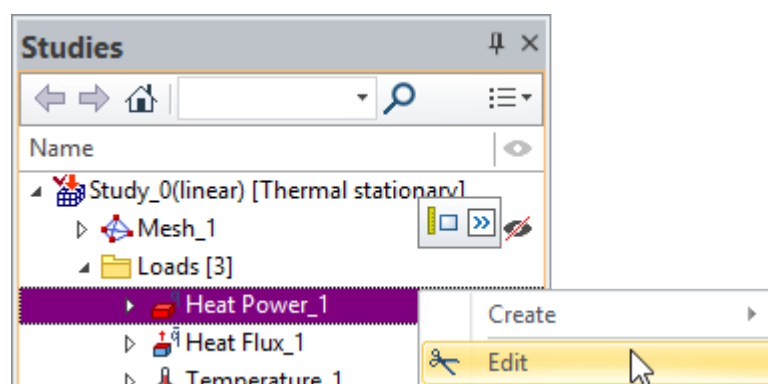 Studies
Name
Study_0(linear) [Thermal stationary]
Mesh_1
Loads [3]
Heat Power_1
Create
Heat Flux_1
Edit
Temperature_1